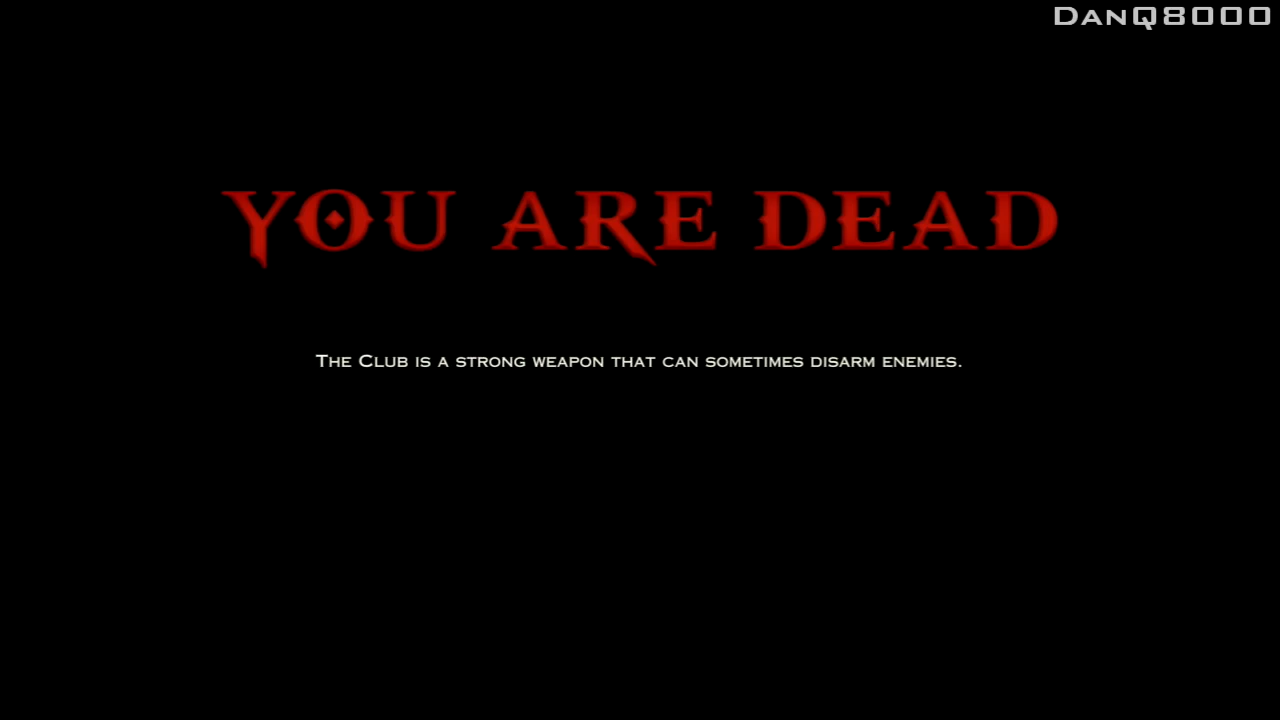 DanQ8000
YOU ARE DEAD
The Club is a strong weapon that can sometimes disarm enemies.